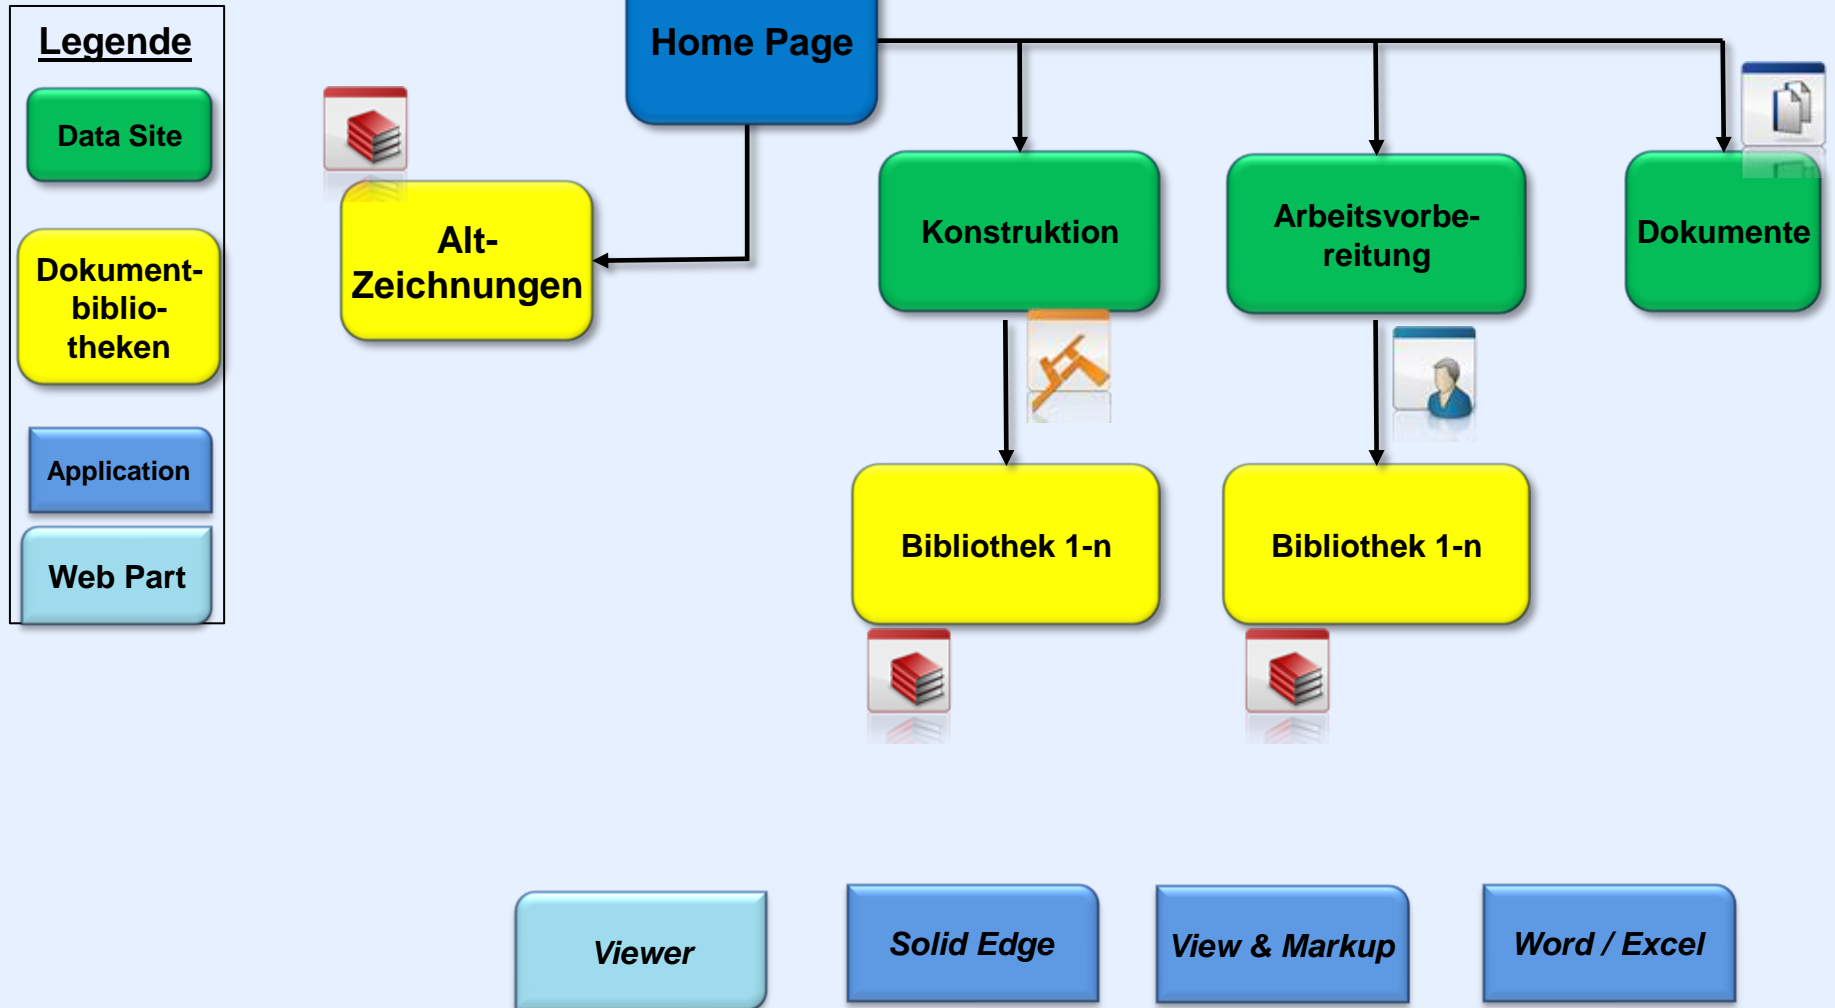 Legende
Data Site
Dokument-
biblio-
theken
Application
Web Part
Home Page
Alt-
Zeichnungen
Konstruktion
Arbeitsvorbe-
reitung
Dokumente
Bibliothek 1-n
Bibliothek 1-n
Viewer
Solid Edge
View & Markup
Word / Excel